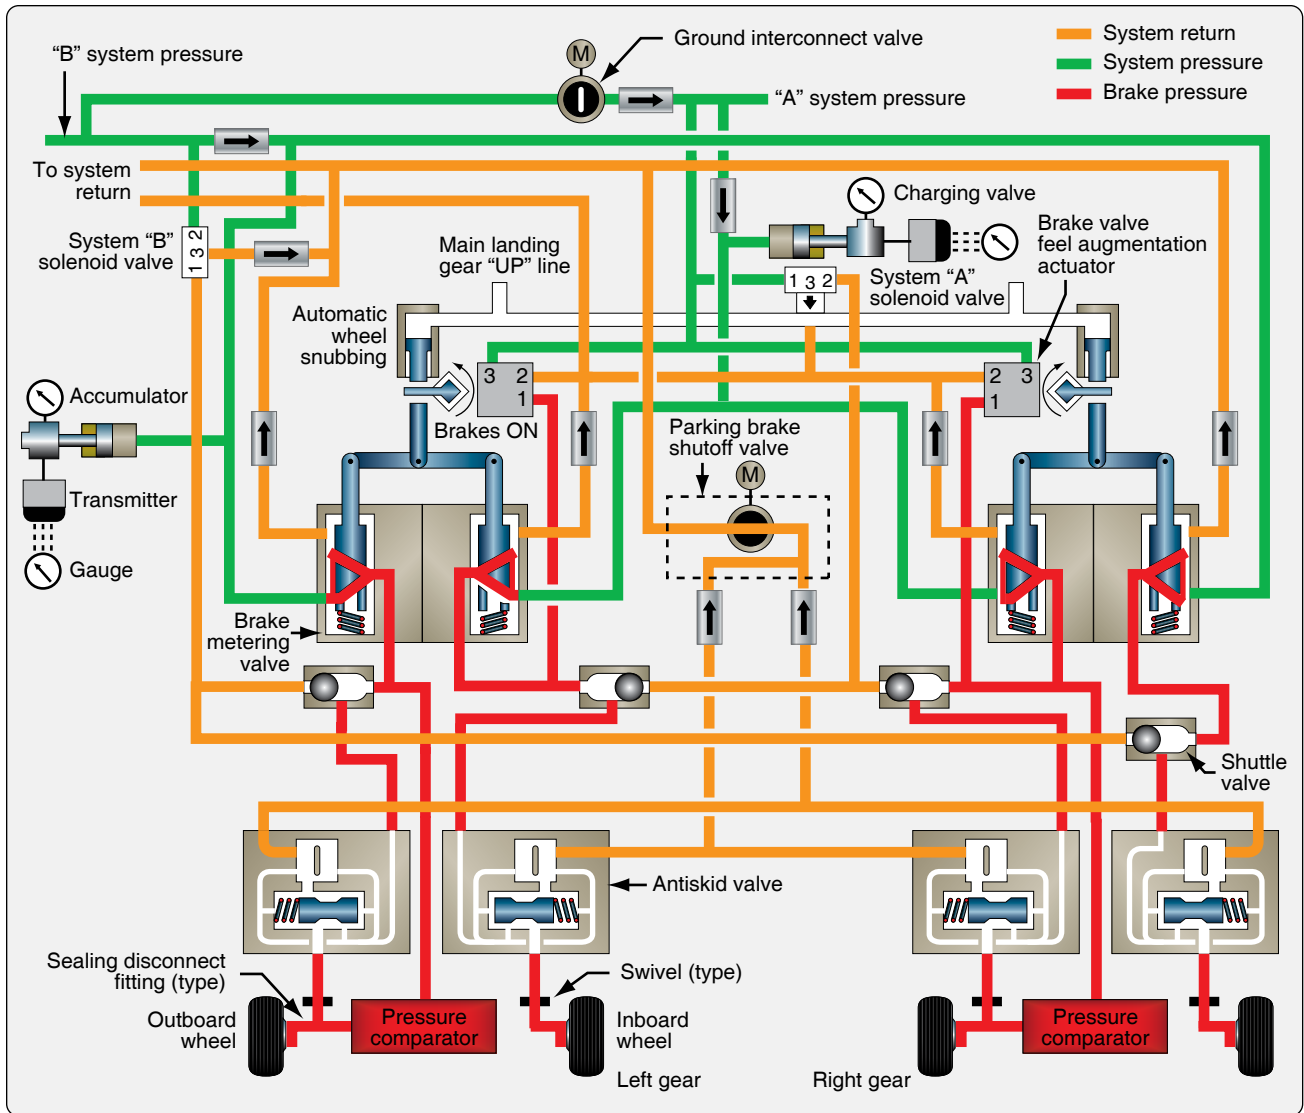 “B” system pressure
M
Ground interconnect valve
System return
System pressure
Brake pressure
“A” system pressure
To system
return
System “B”
solenoid valve
1 3 2
Main landing
gear “UP” line
Charging valve
Brake valve
feel augmentation
actuator
1 3 2
System “A”
solenoid valve
Automatic
wheel
snubbing
3 2
1
Brakes ON
2 3
1
Accumulator
Transmitter
Gauge
Parking brake
shutoff valve
M
Brake
metering
valve
Shuttle
valve
Antiskid valve
Sealing disconnect
fitting (type)
Swivel (type)
Outboard
wheel
Pressure
comparator
Inboard
wheel
Left gear
Right gear
Pressure
comparator